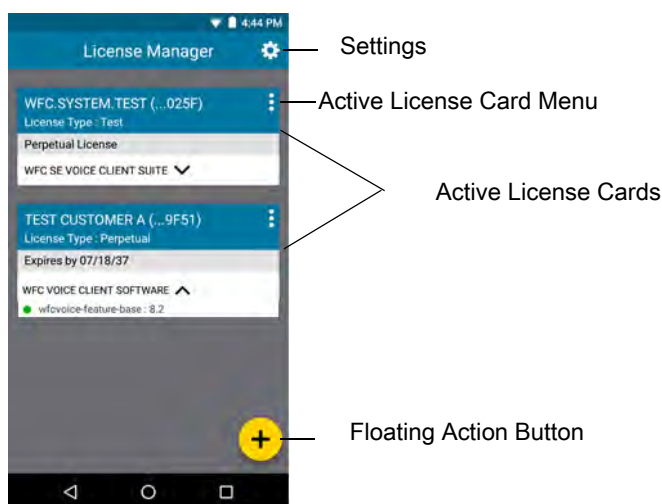 4:44 PM
License Manager
Settings
WFC.SYSTEM.TEST (...025F)
Active License Card Menu
License Type : Test
Perpetual License
WFC SE VOICE CLIENT SUITE
Active License Cards
TEST CUSTOMER A (...9F51)
License Type : Perpetual
Expires by 07/18/37
WFC VOICE CLIENT SOFTWARE
wfcvoice-feature-base : 8.2
Floating Action Button